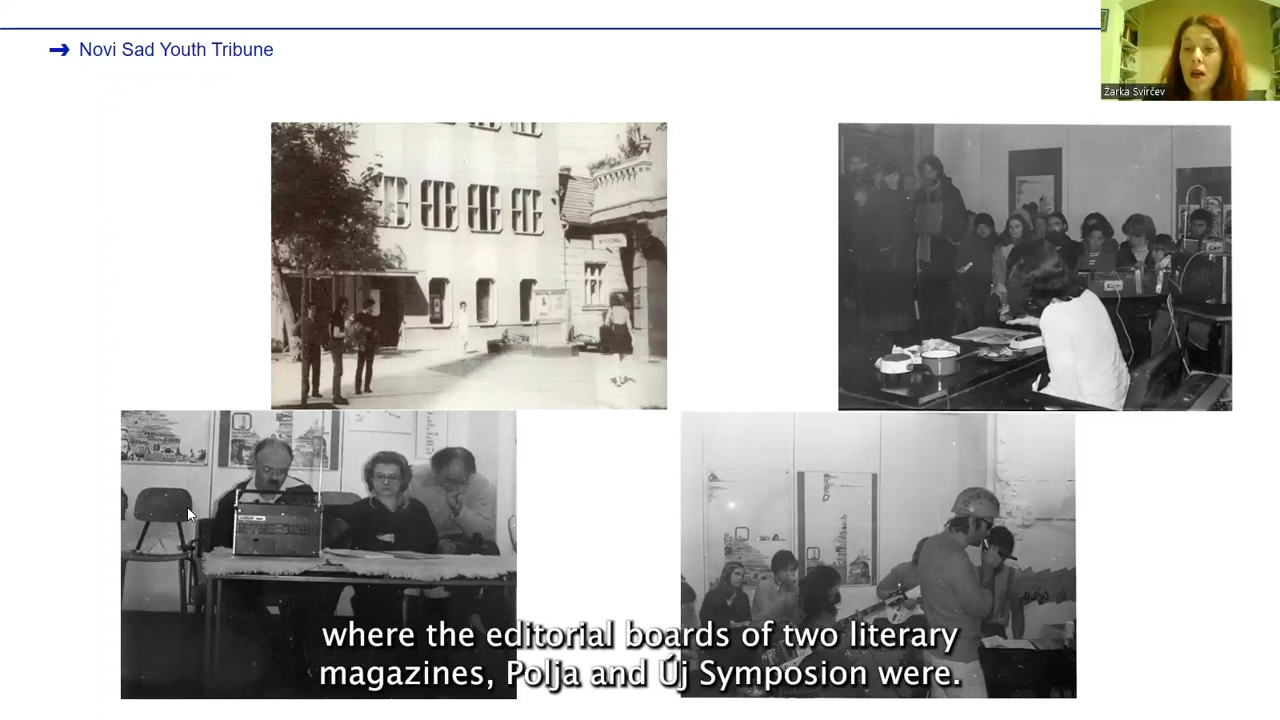 Novi Sad Youth Tribune
Žarka Svirčev
where the editorial boards of two literary
magazines, Polja and Új Symposion were.